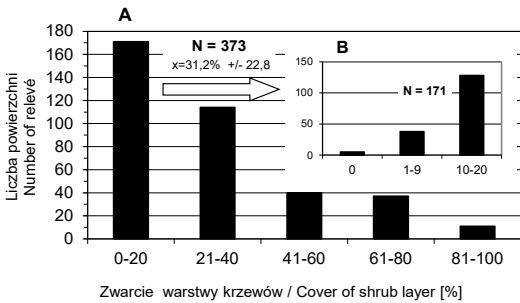 A
N = 373
x=31,2% +/- 22,8
B
N = 171
150
100
50
0
0 1-9 10-20
Liczba powierzchni
Number of relevé
180
160
140
120
100
80
60
40
20
0
0-20 21-40 41-60 61-80 81-100
Zwarcie warstwy krzewów / Cover of shrub layer [%]